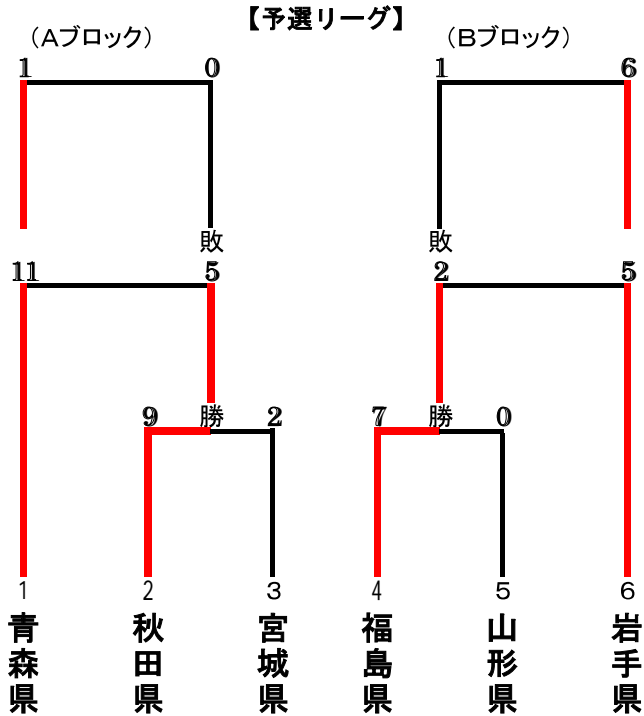 【予選リーグ】
（Aブロック） （Bブロック）
1 0 1 6
敗 敗
11 5 2 5
9 勝 2 7 勝 0
1 2 3 4 5 6
青森県 秋田県 宮城県 福島県 山形県 岩手県